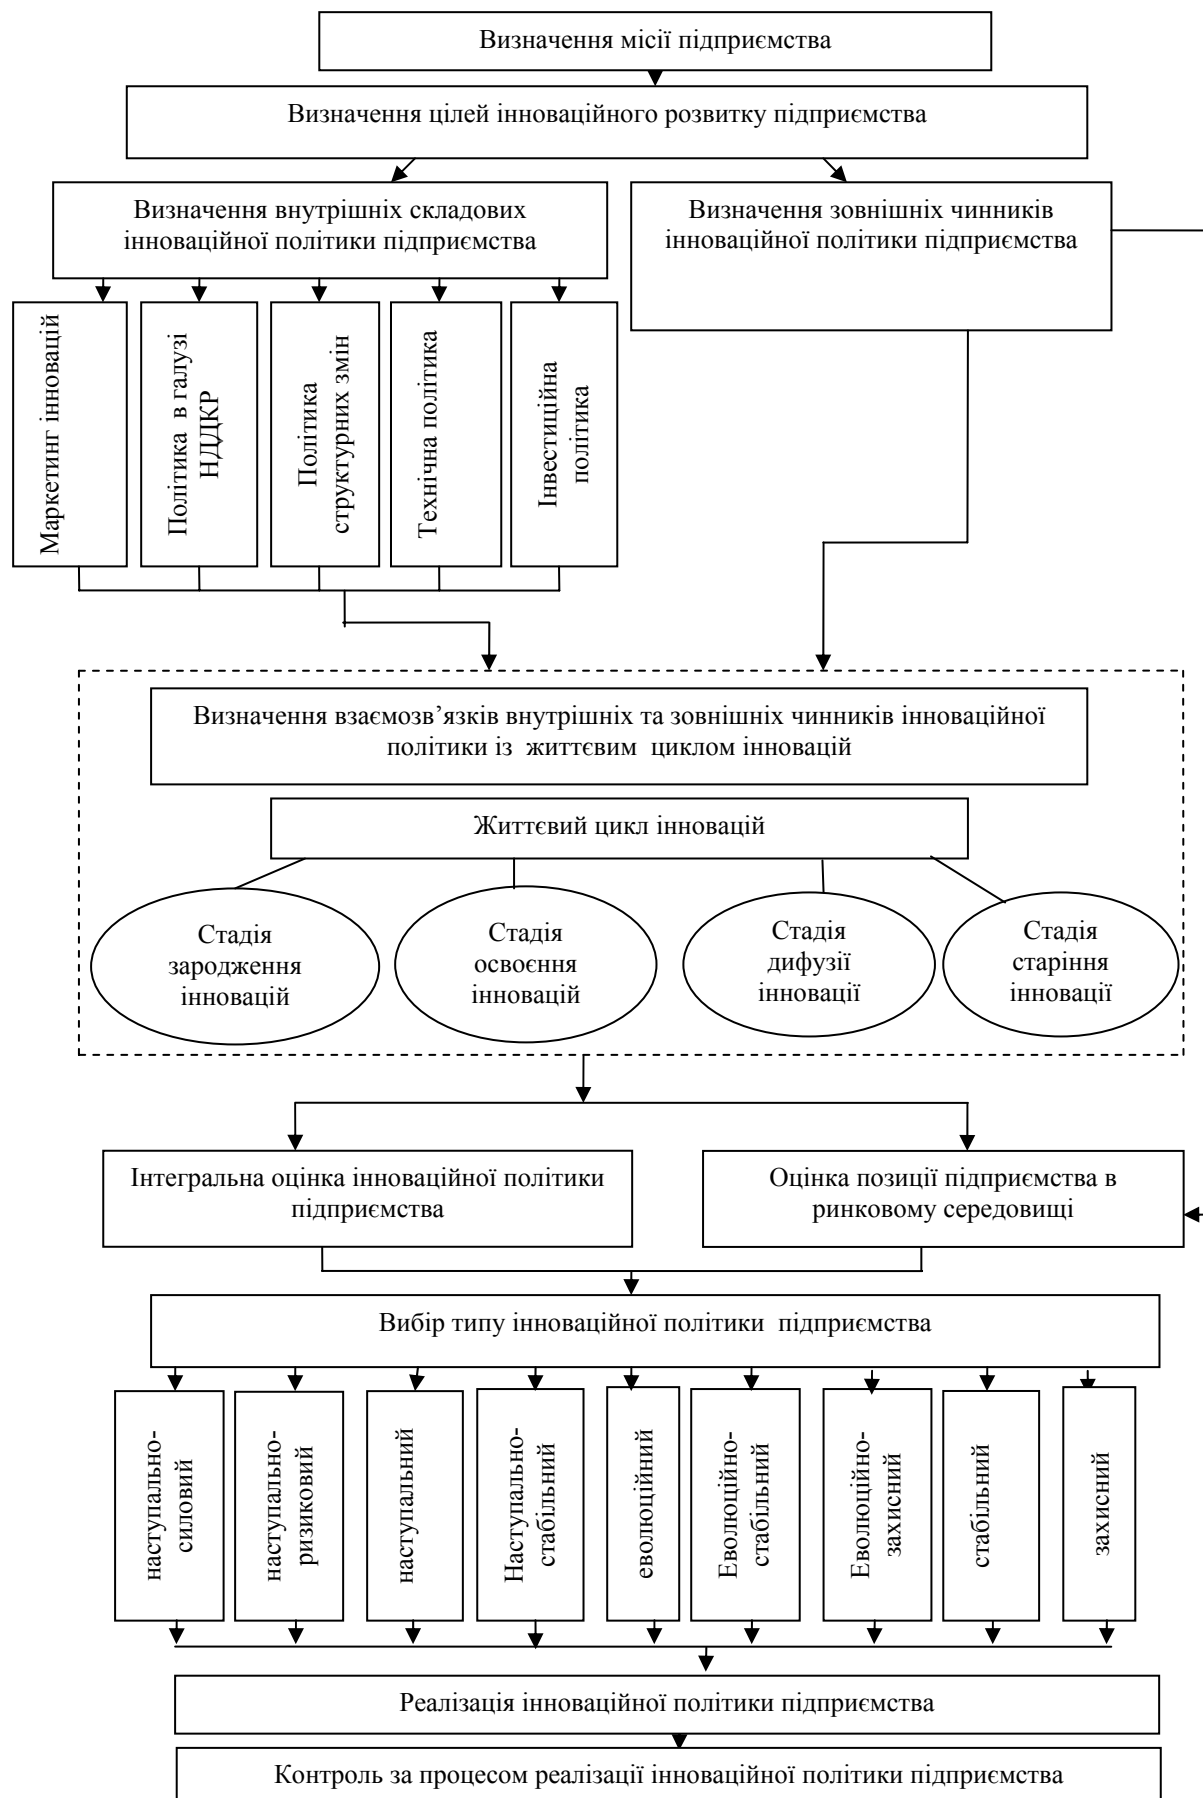 Визначення місії підприємства
Визначення цілей інноваційного розвитку підприємства
Визначення внутрішніх складових
інноваційної політики підприємства
Визначення зовнішніх чинників
інноваційної політики підприємства
Маркетинг інновацій
Політика в галузі
НДДКР
Політика
структурних змін
Технічна політика
Інвестиційна
політика
Визначення взаємозв’язків внутрішніх та зовнішніх чинників інноваційної
політики із життєвим циклом інновацій
Життєвий цикл інновацій
Стадія
зародження
інновацій
Стадія
освоєння
інновацій
Стадія
дифузії
інновації
Стадія
старіння
інновації
Інтегральна оцінка інноваційної політики
підприємства
Оцінка позиції підприємства в
ринковому середовищі
Вибір типу інноваційної політики підприємства
наступально-
силовий
наступально-
ризиковий
наступальний
Наступально-
стабільний
еволюційний
Еволюційно-
стабільний
Еволюційно-
захисний
стабільний
захисний
Реалізація інноваційної політики підприємства
Контроль за процесом реалізації інноваційної політики підприємства